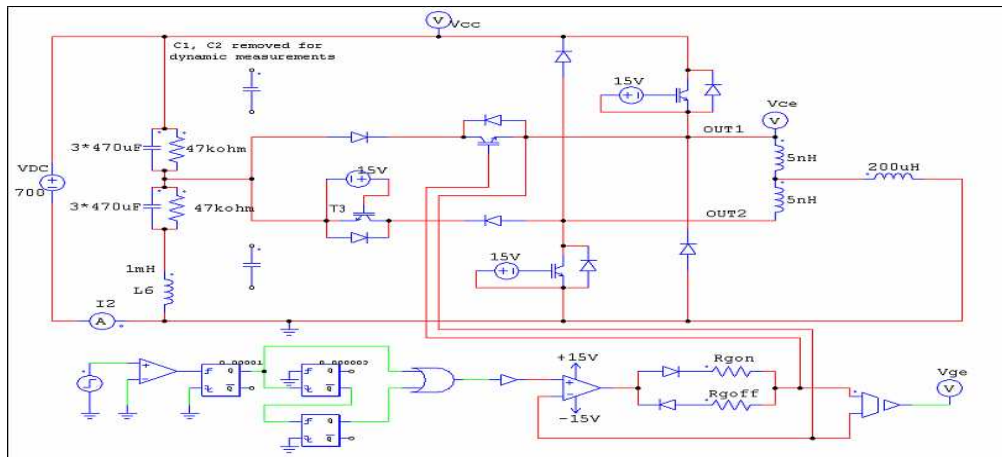 V
Vcc
C1, C2 removed for
dynamic measurements
15V
Vce
V
3*470uF
47kohm
OUT1
5nH
200uH
VDC
700
15V
T3
3*470uF
47kohm
OUT2
5nH
15V
1mH
L6
I2
A
+15V
-15V
Rgon
Rgoff
Vge
V